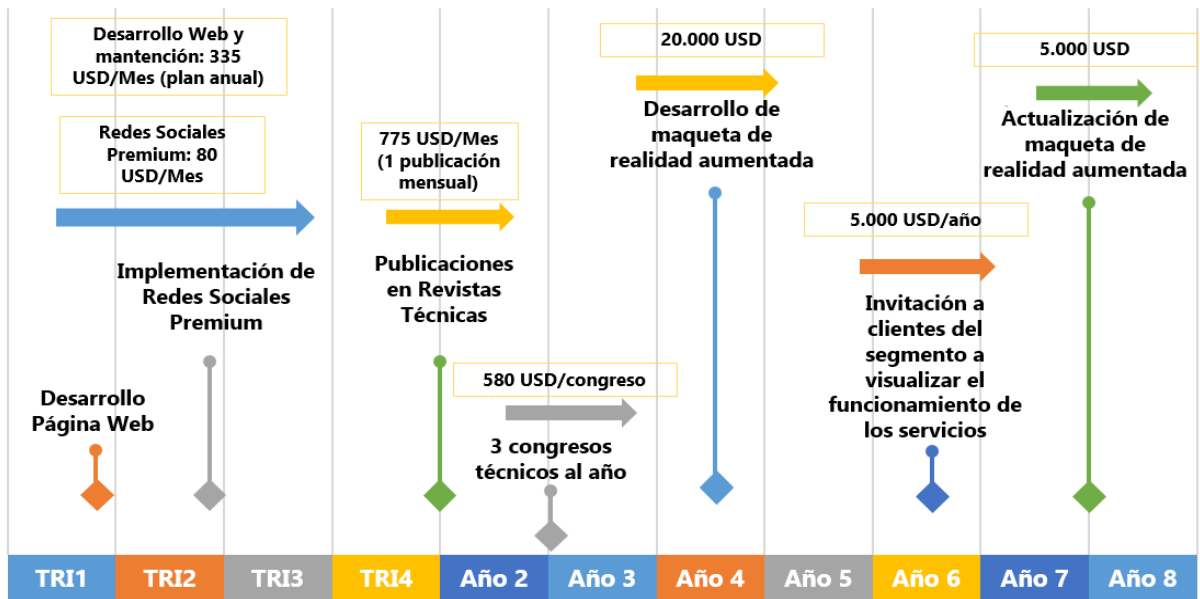 Desarrollo Web y
mantención: 335
USD/Mes (plan anual)
Redes Sociales
Premium: 80
USD/Mes
Implementación de
Redes Sociales
Premium
Desarrollo
Página Web
775 USD/Mes
(1 publicación
mensual)
Publicaciones
en Revistas
Técnicas
580 USD/congreso
3 congresos
técnicos al año
20.000 USD
Desarrollo de
maqueta de
realidad aumentada
5.000 USD/año
Invitación a
clientes del
segmento a
visualizar el
funcionamiento de
los servicios
5.000 USD
Actualización de
maqueta de
realidad aumentada
TRI1 TRI2 TRI3 TRI4 Año 2 Año 3 Año 4 Año 5 Año 6 Año 7 Año 8